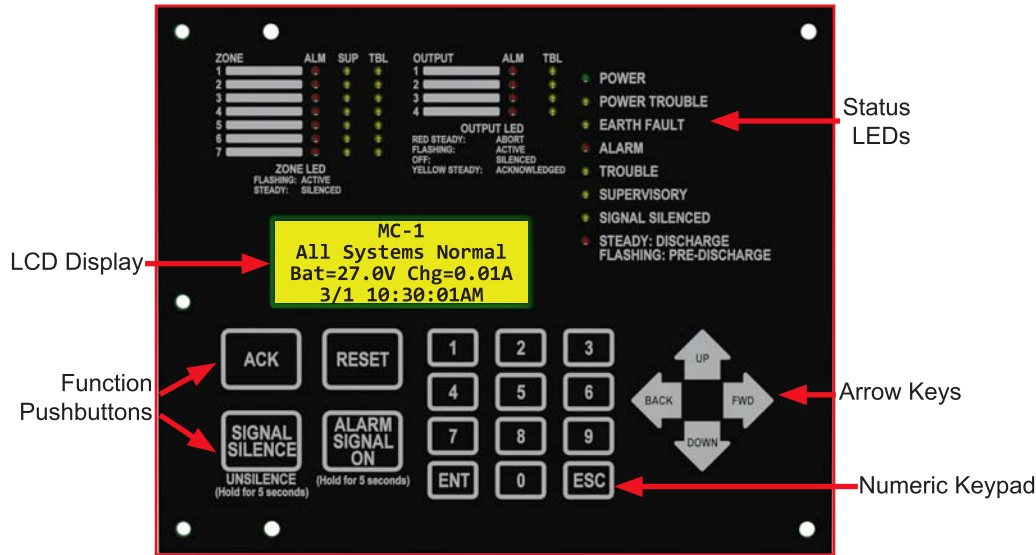 ZONE ALM SUP TBL
1
2
3
4
5
6
7
ZONE LED
FLASHING: ACTIVE
STEADY: SILENCED
OUTPUT ALM TBL
1
2
3
4
OUTPUT LED
RED STEADY: ABORT
FLASHING: ACTIVE
OFF: SILENCED
YELLOW STEADY: ACKNOWLEDGED
POWER
POWER TROUBLE
EARTH FAULT
ALARM
TROUBLE
SUPERVISORY
SIGNAL SILENCED
STEADY: DISCHARGE
FLASHING: PRE-DISCHARGE
Status
LEDs
LCD Display
MC-1
All Systems Normal
Bat=27.0V Chg=0.01A
3/1 10:30:01AM
Function
Pushbuttons
ACK
RESET
SIGNAL
SILENCE
UNSILENCE
(Hold for 5 seconds)
ALARM
SIGNAL
ON
(Hold for 5 seconds)
1 2 3
4 5 6
7 8 9
ENT 0 ESC
UP
BACK FWD
DOWN
Arrow Keys
Numeric Keypad